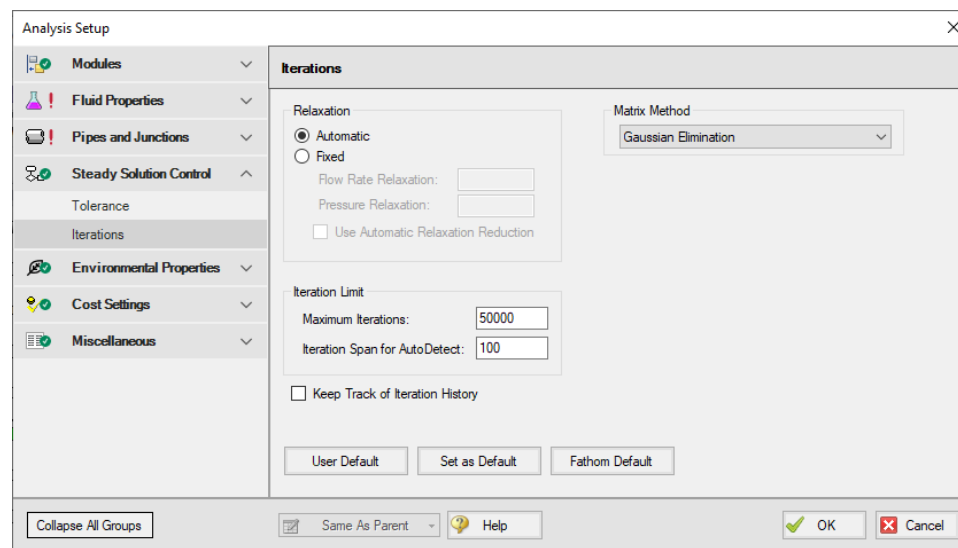 Analysis Setup
Modules
Fluid Properties
Pipes and Junctions
Steady Solution Control
Tolerance
Iterations
Environmental Properties
Cost Settings
Miscellaneous
Collapse All Groups
Iterations
Relaxation
Automatic
Fixed
Flow Rate Relaxation:
Pressure Relaxation:
Use Automatic Relaxation Reduction
Matrix Method
Gaussian Elimination
Iteration Limit
Maximum Iterations: 50000
Iteration Span for AutoDetect: 100
Keep Track of Iteration History
User Default Set as Default Fathom Default
Same As Parent Help OK Cancel